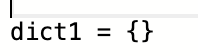 dict1 = {}